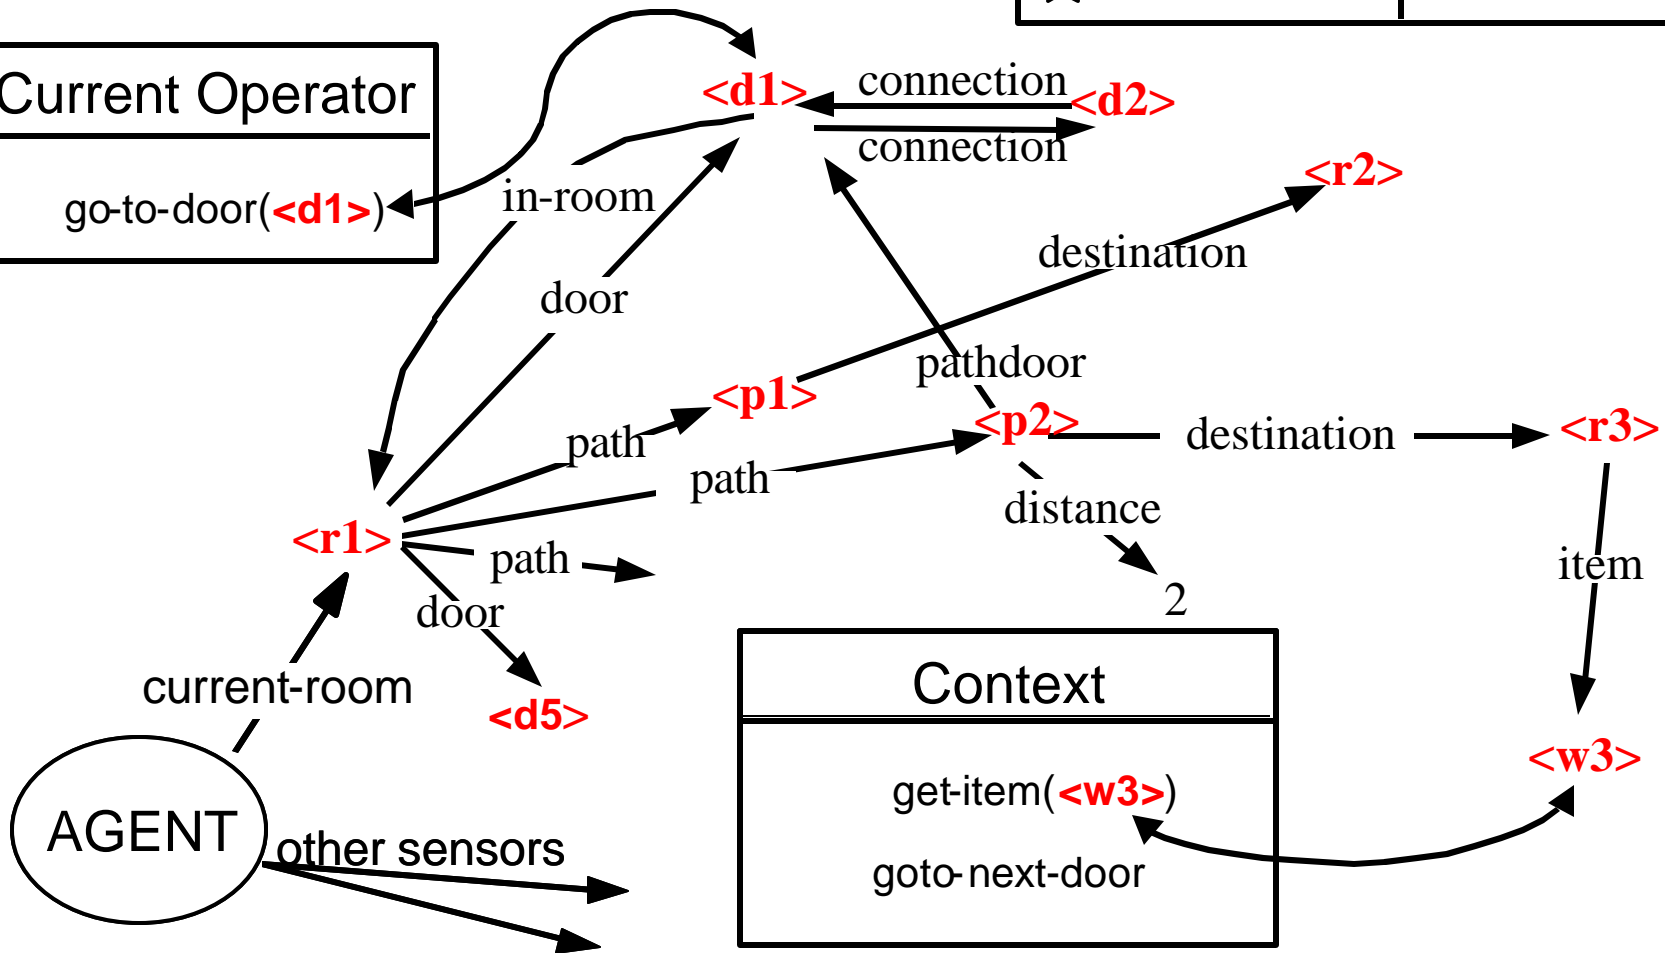 <d1>
connection
<d2>
Current Operator
connection
<r2>
go-to-door(<d1>)
in-room
destination
door
pathdoor
<p1>
<p2>
destination
<r3>
path
path
distance
<r1>
path
item
2
door
current-room
<d5>
Context
<w3>
get-item(<w3>)
AGENT
other sensors
goto-next-door